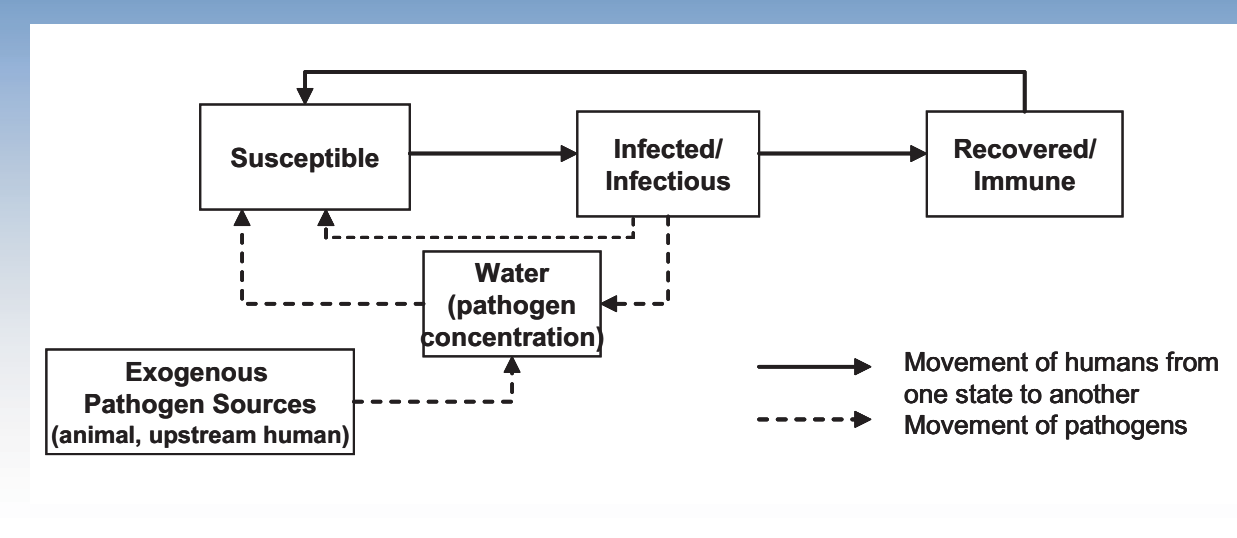 Susceptible
Infected/
Infectious
Recovered/
Immune
Water
(pathogen
concentration)
Exogenous
Pathogen Sources
(animal, upstream human)
Movement of humans from
one state to another
Movement of pathogens